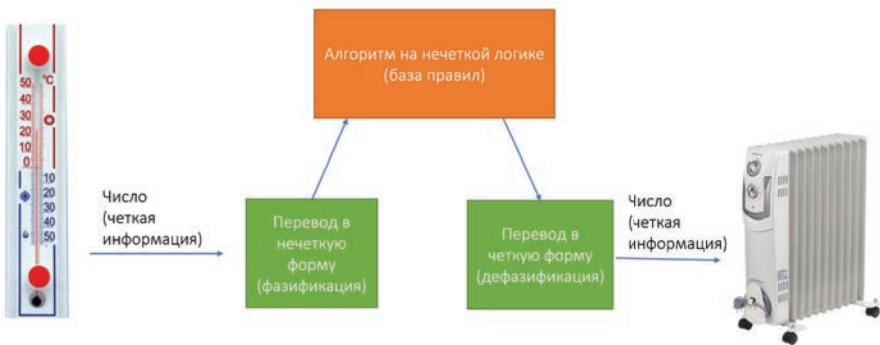 Алгоритм на нечеткой логике
(база правил)
°C
50
40
30
20
10
0
10
20
30
40
50
Число
(четкая
информация)
Перевод в
нечеткую
форму
(фазификация)
Перевод в
четкую форму
(дефазификация)
Число
(четкая
информация)